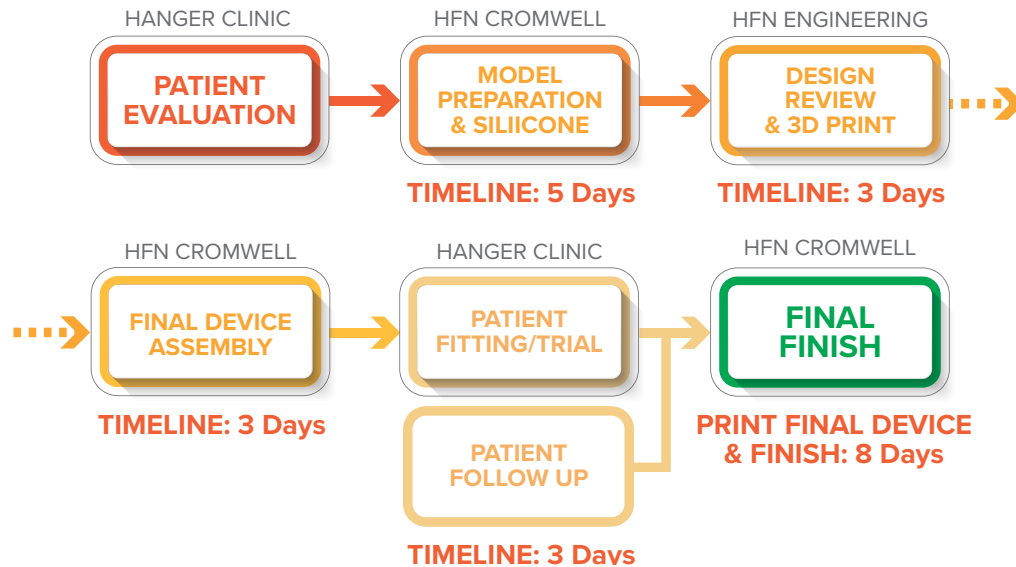 HANGER CLINIC
PATIENT
EVALUATION
HFN CROMWELL
MODEL
PREPARATION
& SILIICONE
TIMELINE: 5 Days
HFN ENGINEERING
DESIGN
REVIEW
& 3D PRINT
TIMELINE: 3 Days
HFN CROMWELL
FINAL DEVICE
ASSEMBLY
TIMELINE: 3 Days
HANGER CLINIC
PATIENT
FITTING/TRIAL
PATIENT
FOLLOW UP
TIMELINE: 3 Days
HFN CROMWELL
FINAL
FINISH
PRINT FINAL DEVICE
& FINISH: 8 Days